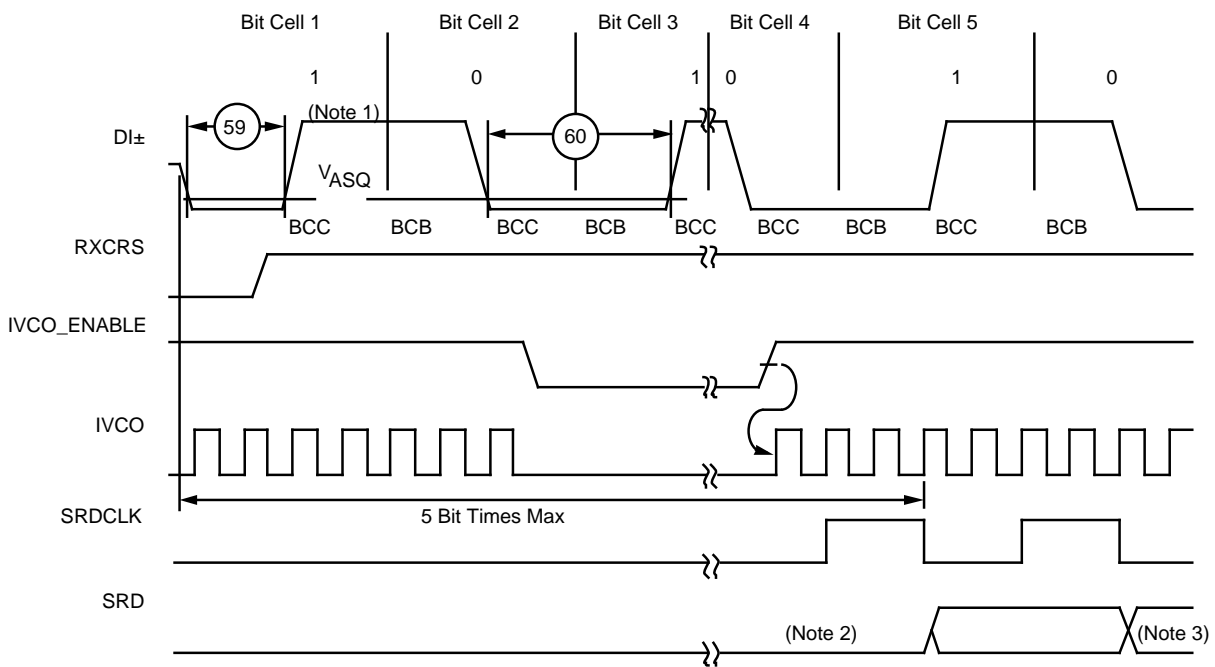 Bit Cell 1 Bit Cell 2 Bit Cell 3 Bit Cell 4 Bit Cell 5
1 0 1 0 1 0
(Note 1)
59
60
DI±
VASQ
BCC BCB BCC BCB BCC BCC BCB BCC BCB
RXCRS
IVCO_ENABLE
IVCO
5 Bit Times Max
SRDCLK
SRD
(Note 2) (Note 3)